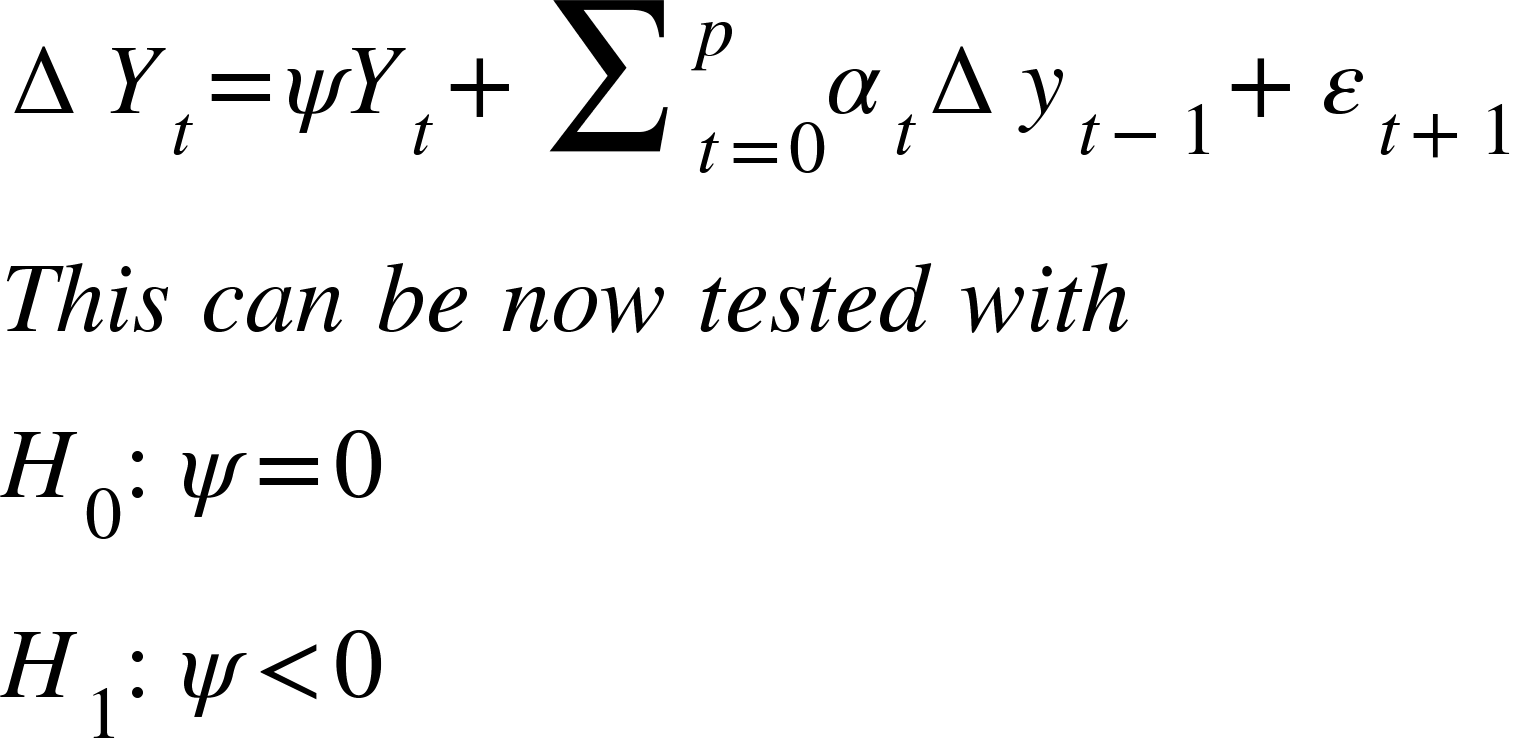 Δ Y_t = ψY_t + ∑_{t=0}^{p} α_t Δ y_{t-1} + ε_{t+1}
This can be now tested with
H_0: ψ = 0
H_1: ψ < 0